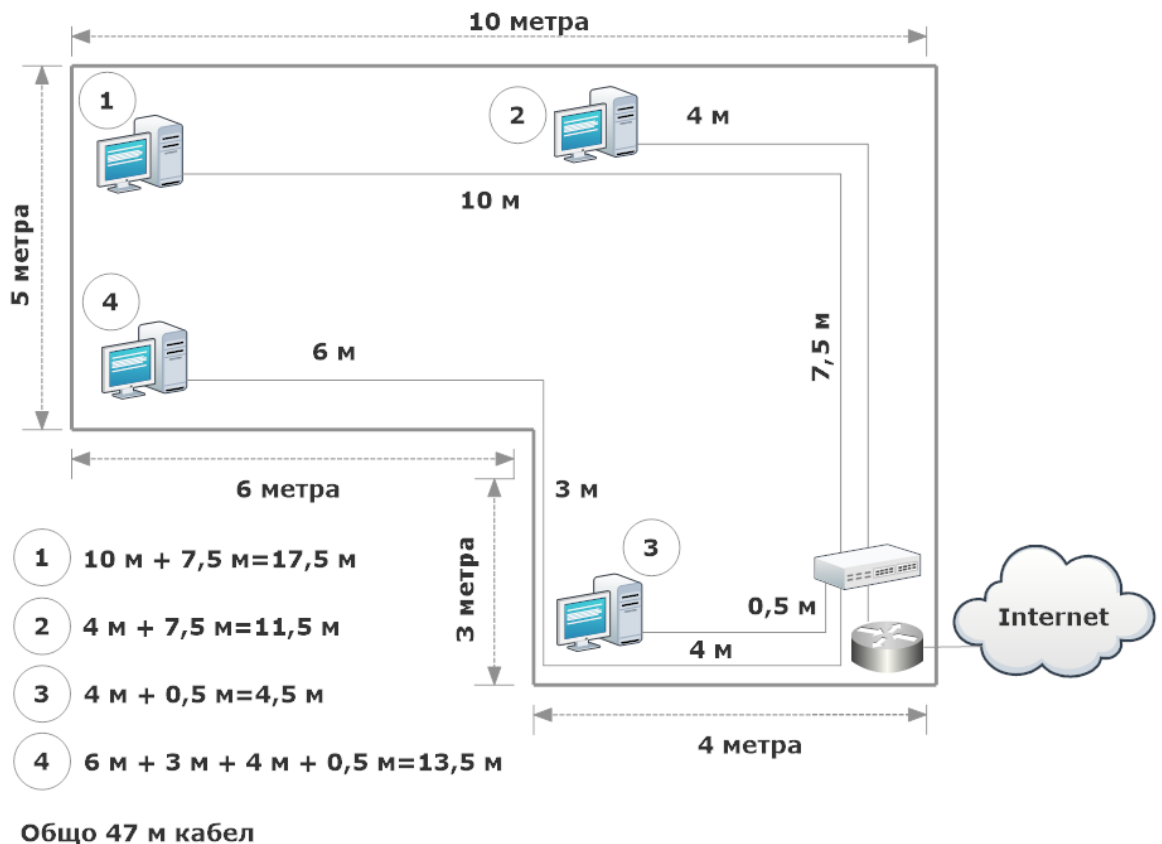 10 метра
1
2
4 м
10 м
5 метра
4
6 м
7,5 м
6 метра
3 м
3 метра
3
0,5 м
4 м
Internet
4 метра
1 10 м + 7,5 м=17,5 м
2 4 м + 7,5 м=11,5 м
3 4 м + 0,5 м=4,5 м
4 6 м + 3 м + 4 м + 0,5 м=13,5 м
Общо 47 м кабел